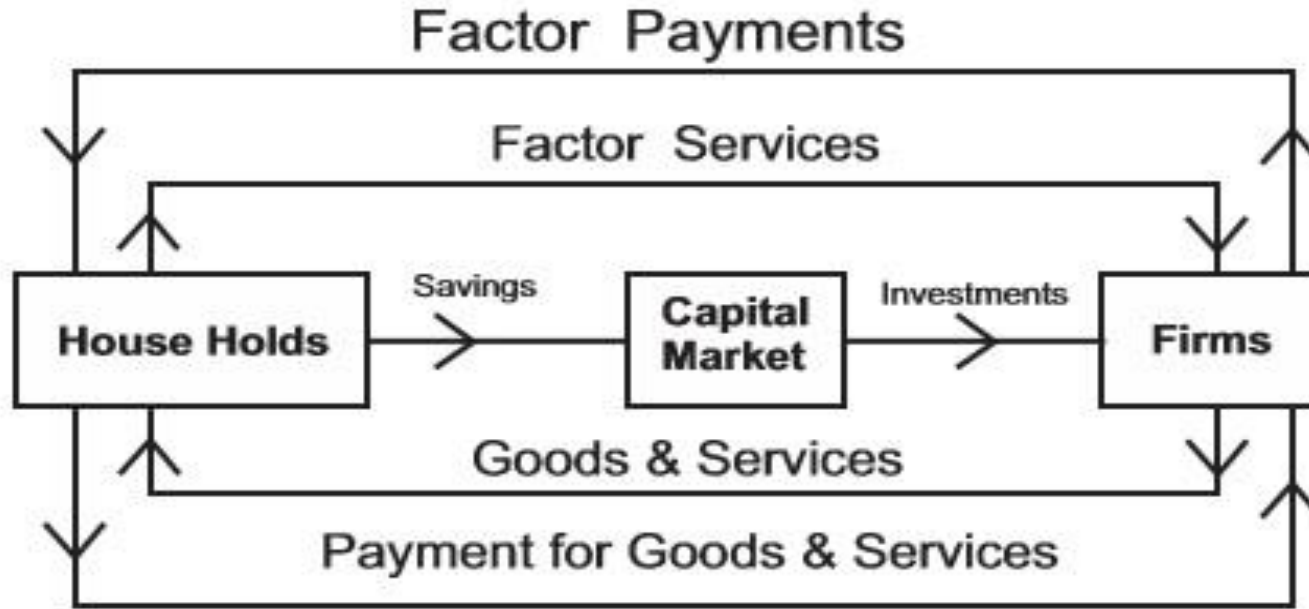 Factor Payments
Factor Services
Savings
Investments
House Holds
Capital
Market
Firms
Goods & Services
Payment for Goods & Services